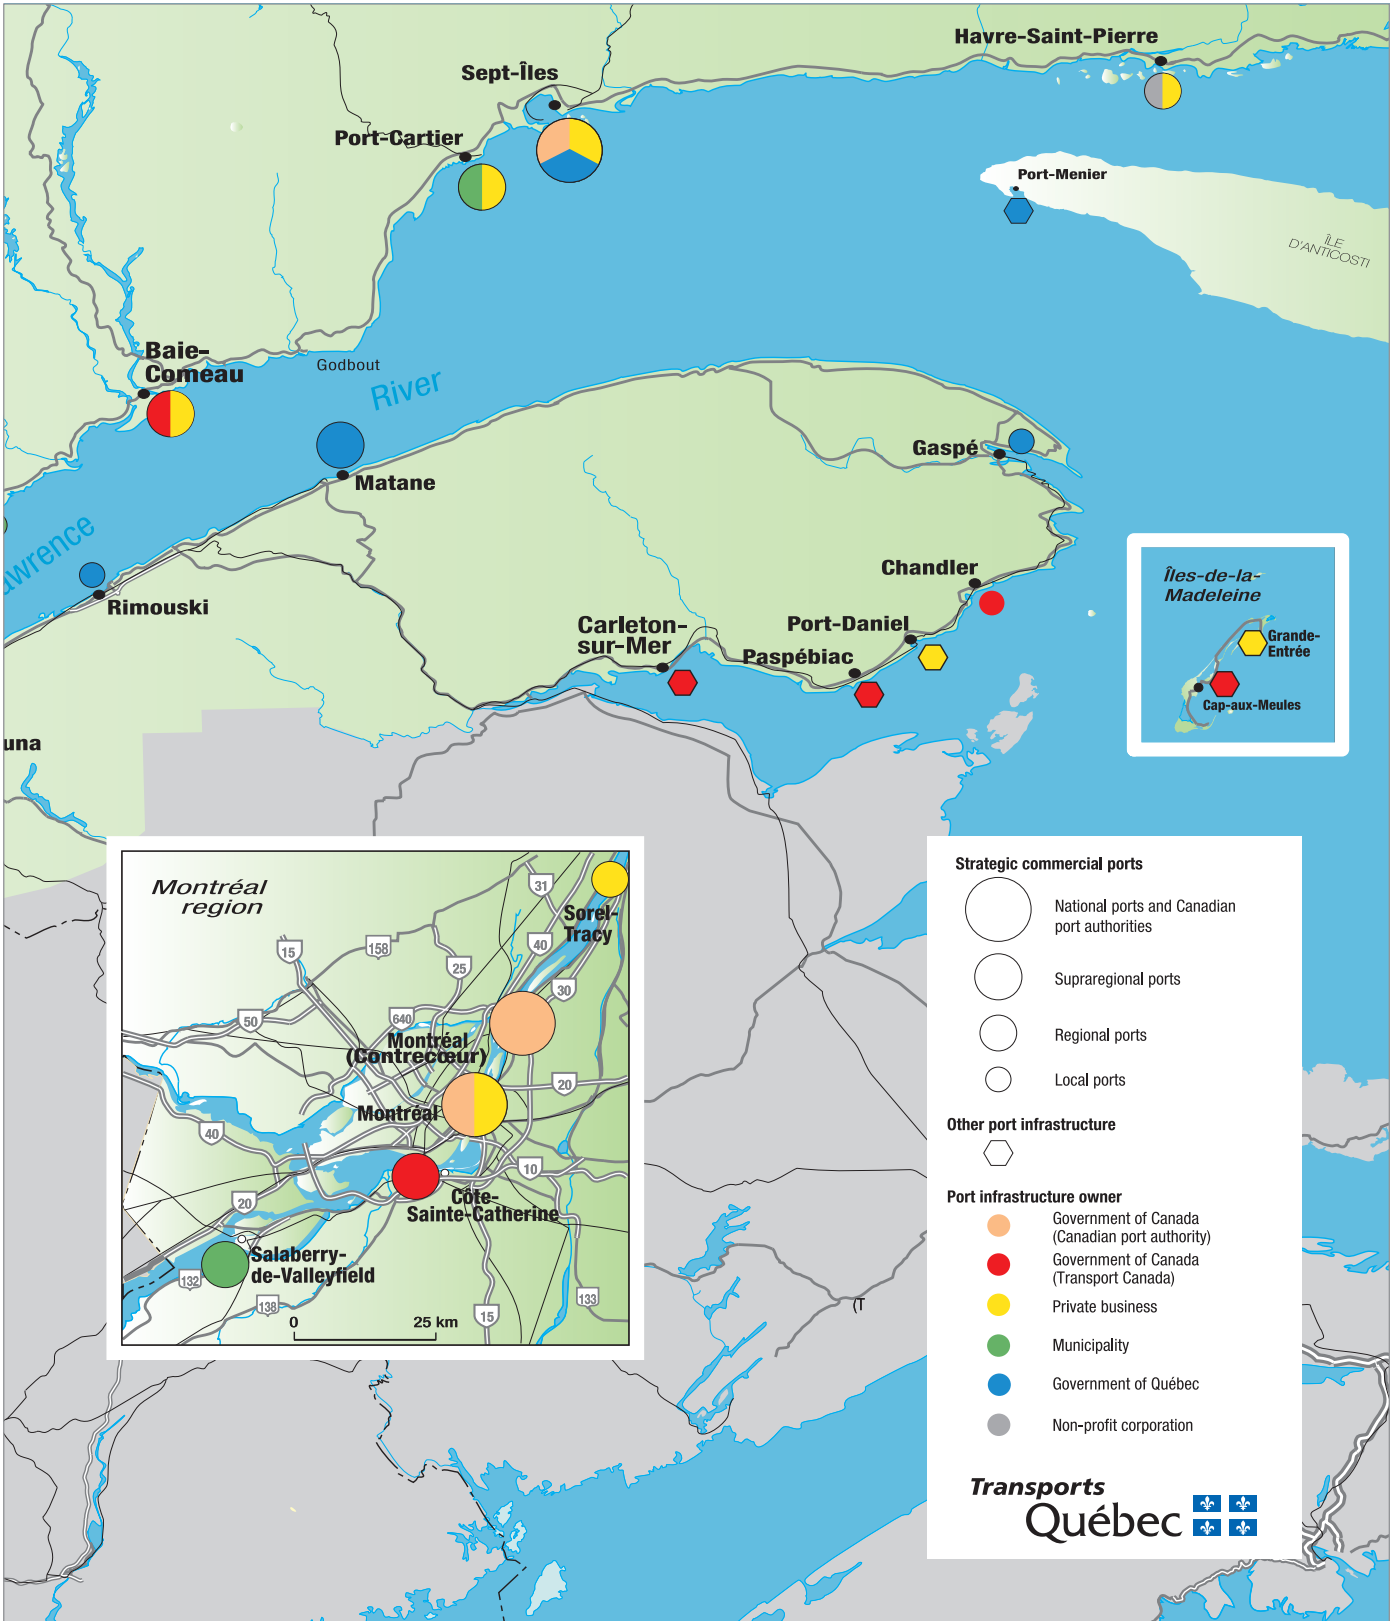 Havre-Saint-Pierre
Sept-Îles
Port-Cartier
Port-Menier
ÎLE
D'ANTICOSTI
Baie-
Comeau
Godbout
River
Gaspé
Matane
awrence
Chandler
Îles-de-la-
Madeleine
Rimouski
Carleton-
sur-Mer
Port-Daniel
Grande-
Entrée
Paspébiac
Cap-aux-Meules
una
Montréal
region
31
Sorel-
Tracy
15
158
40
25
30
50
640
Montréal
(Contrecœur)
20
Montréal
40
10
20
Côte-
Sainte-Catherine
Salaberry-
de-Valleyfield
132
138
133
15
0
25 km
(T
Strategic commercial ports
National ports and Canadian
port authorities
Supraregional ports
Regional ports
Local ports
Other port infrastructure
Port infrastructure owner
Government of Canada
(Canadian port authority)
Government of Canada
(Transport Canada)
Private business
Municipality
Government of Québec
Non-profit corporation
Transports
Québec